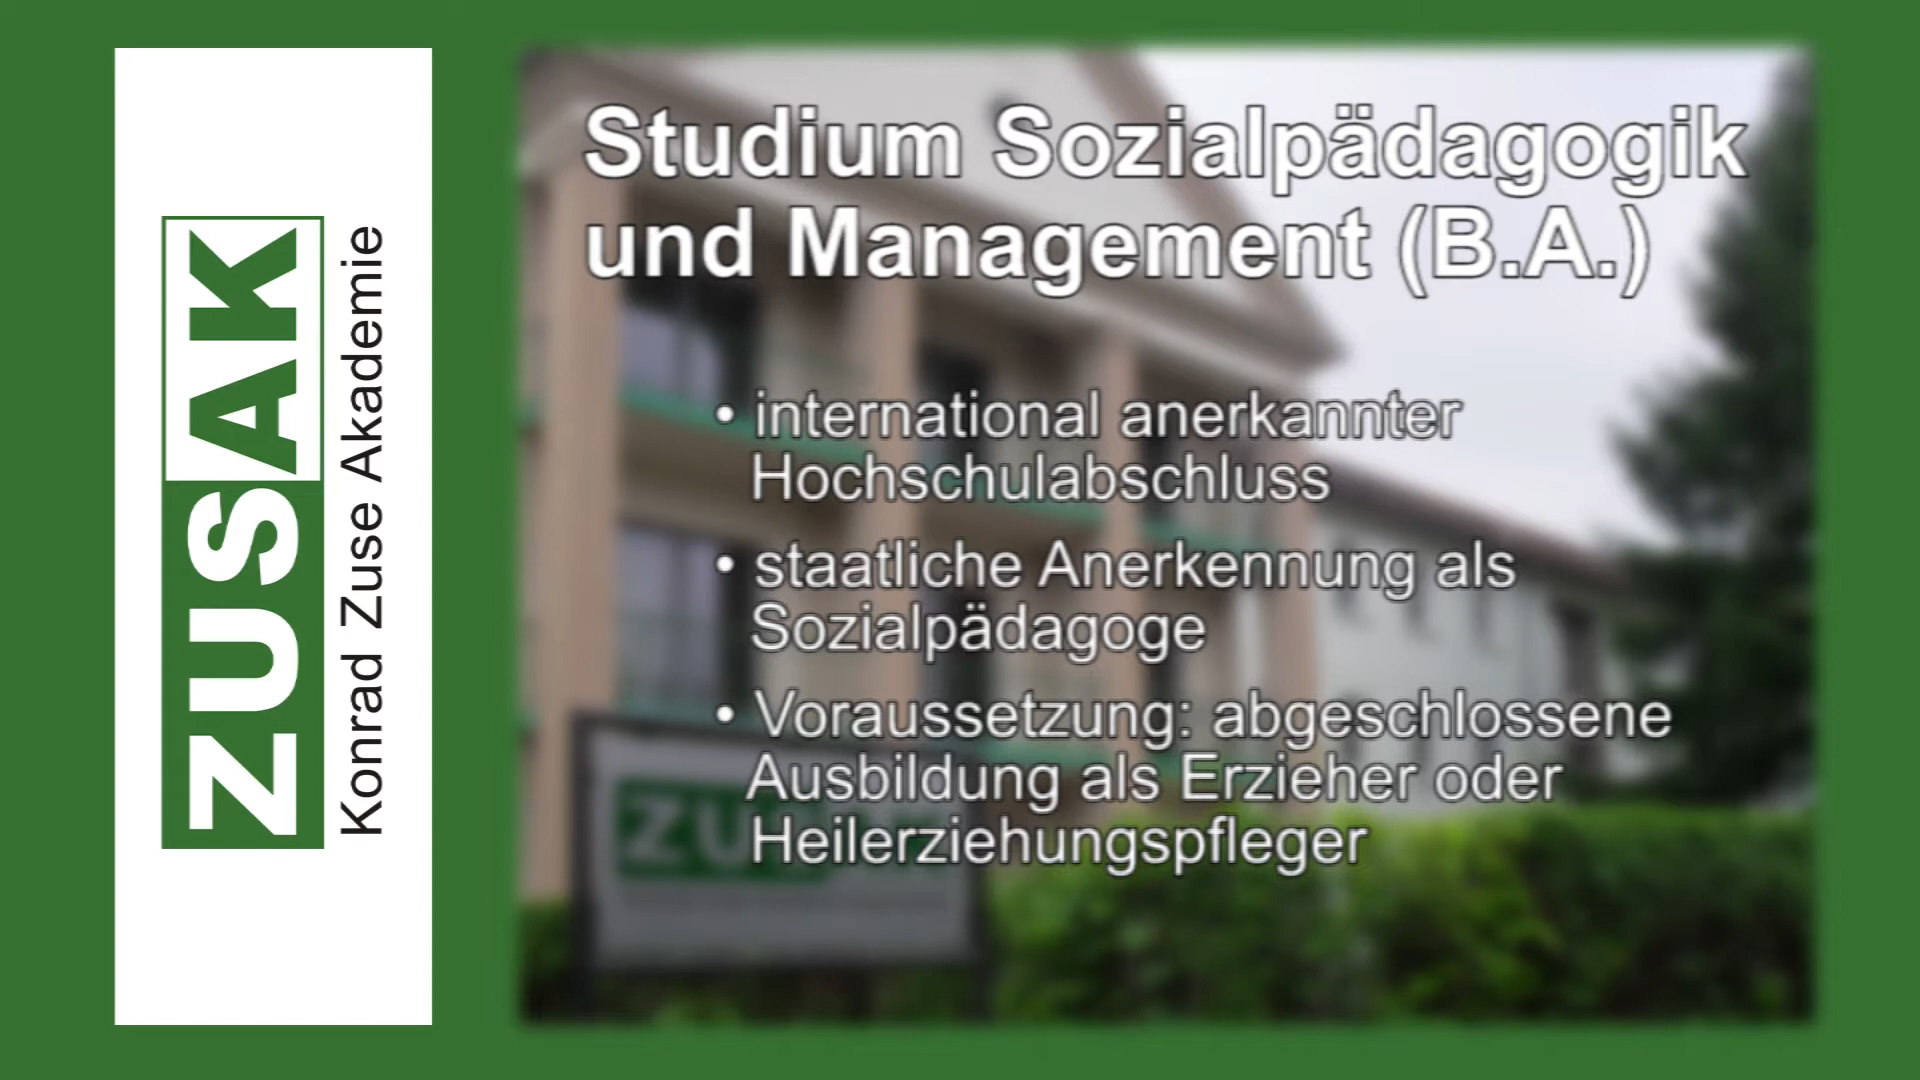 ZUSAK
Konrad Zuse Akademie
Studium Sozialpädagogik
und Management (B.A.)
• international anerkannter
Hochschulabschluss
• staatliche Anerkennung als
Sozialpädagoge
• Voraussetzung: abgeschlossene
Ausbildung als Erzieher oder
Heilerziehungspfleger